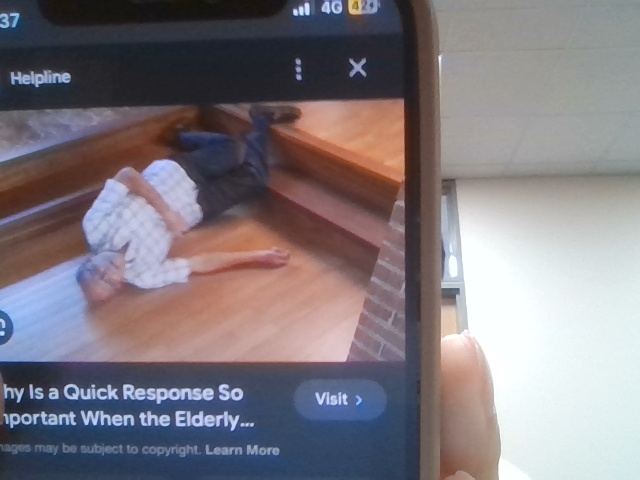 37
4G
Helpline
hy Is a Quick Response So
nportant When the Elderly...
Visit >
ages may be subject to copyright. Learn More